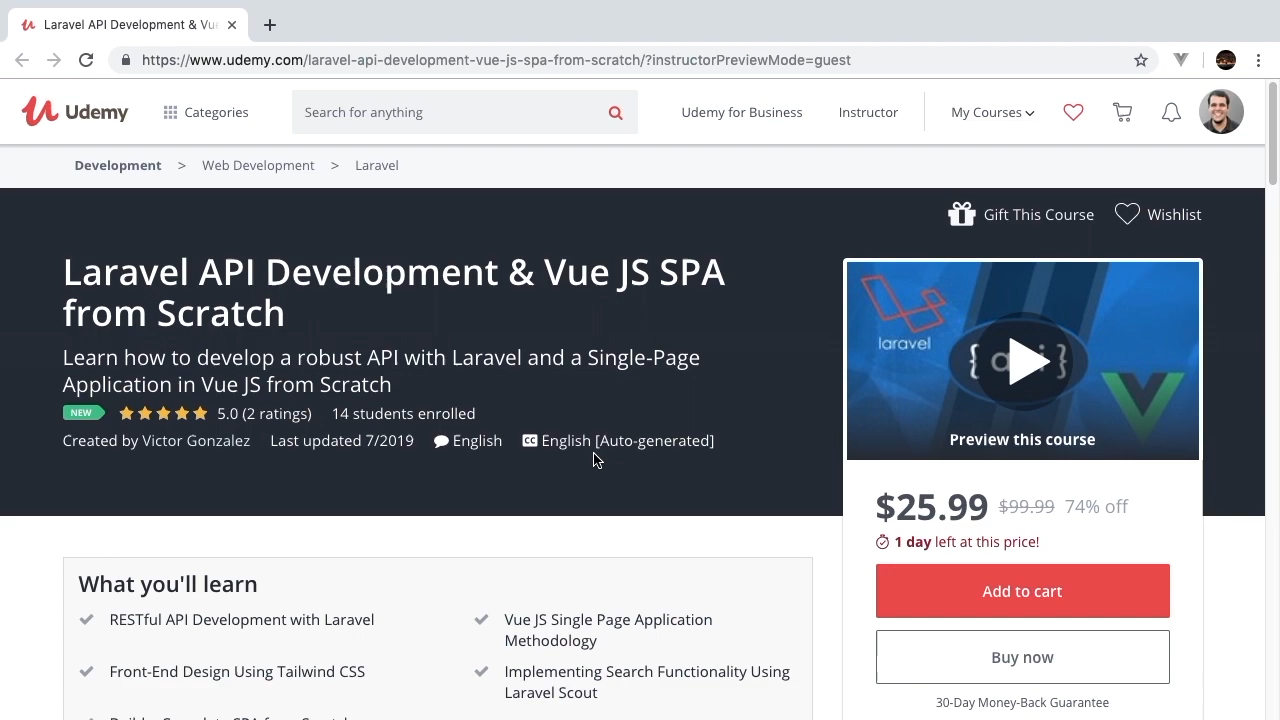 Laravel API Development & Vue
https://www.udemy.com/laravel-api-development-vue-js-spa-from-scratch/?instructorPreviewMode=guest
Udemy
Categories
Search for anything
Udemy for Business
Instructor
My Courses
Development > Web Development > Laravel
Gift This Course
Wishlist
Laravel API Development & Vue JS SPA
from Scratch
Learn how to develop a robust API with Laravel and a Single-Page
Application in Vue JS from Scratch
NEW 5.0 (2 ratings) 14 students enrolled
Created by Victor Gonzalez Last updated 7/2019 English CC English [Auto-generated]
laravel
Preview this course
$25.99 $99.99 74% off
1 day left at this price!
Add to cart
Buy now
30-Day Money-Back Guarantee
What you'll learn
RESTful API Development with Laravel
Vue JS Single Page Application
Methodology
Front-End Design Using Tailwind CSS
Implementing Search Functionality Using
Laravel Scout